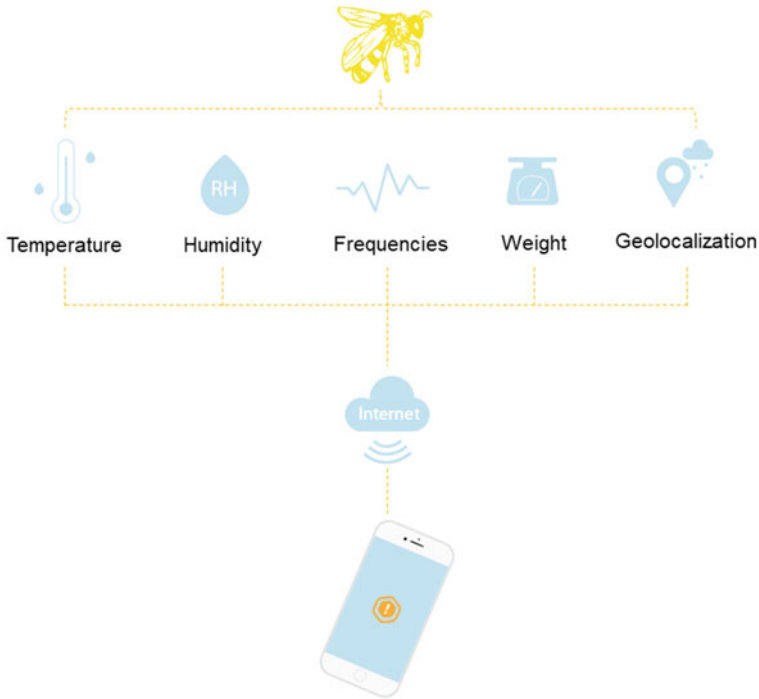 RH
Temperature
Humidity
Frequencies
Weight
Geolocalization
Internet
!